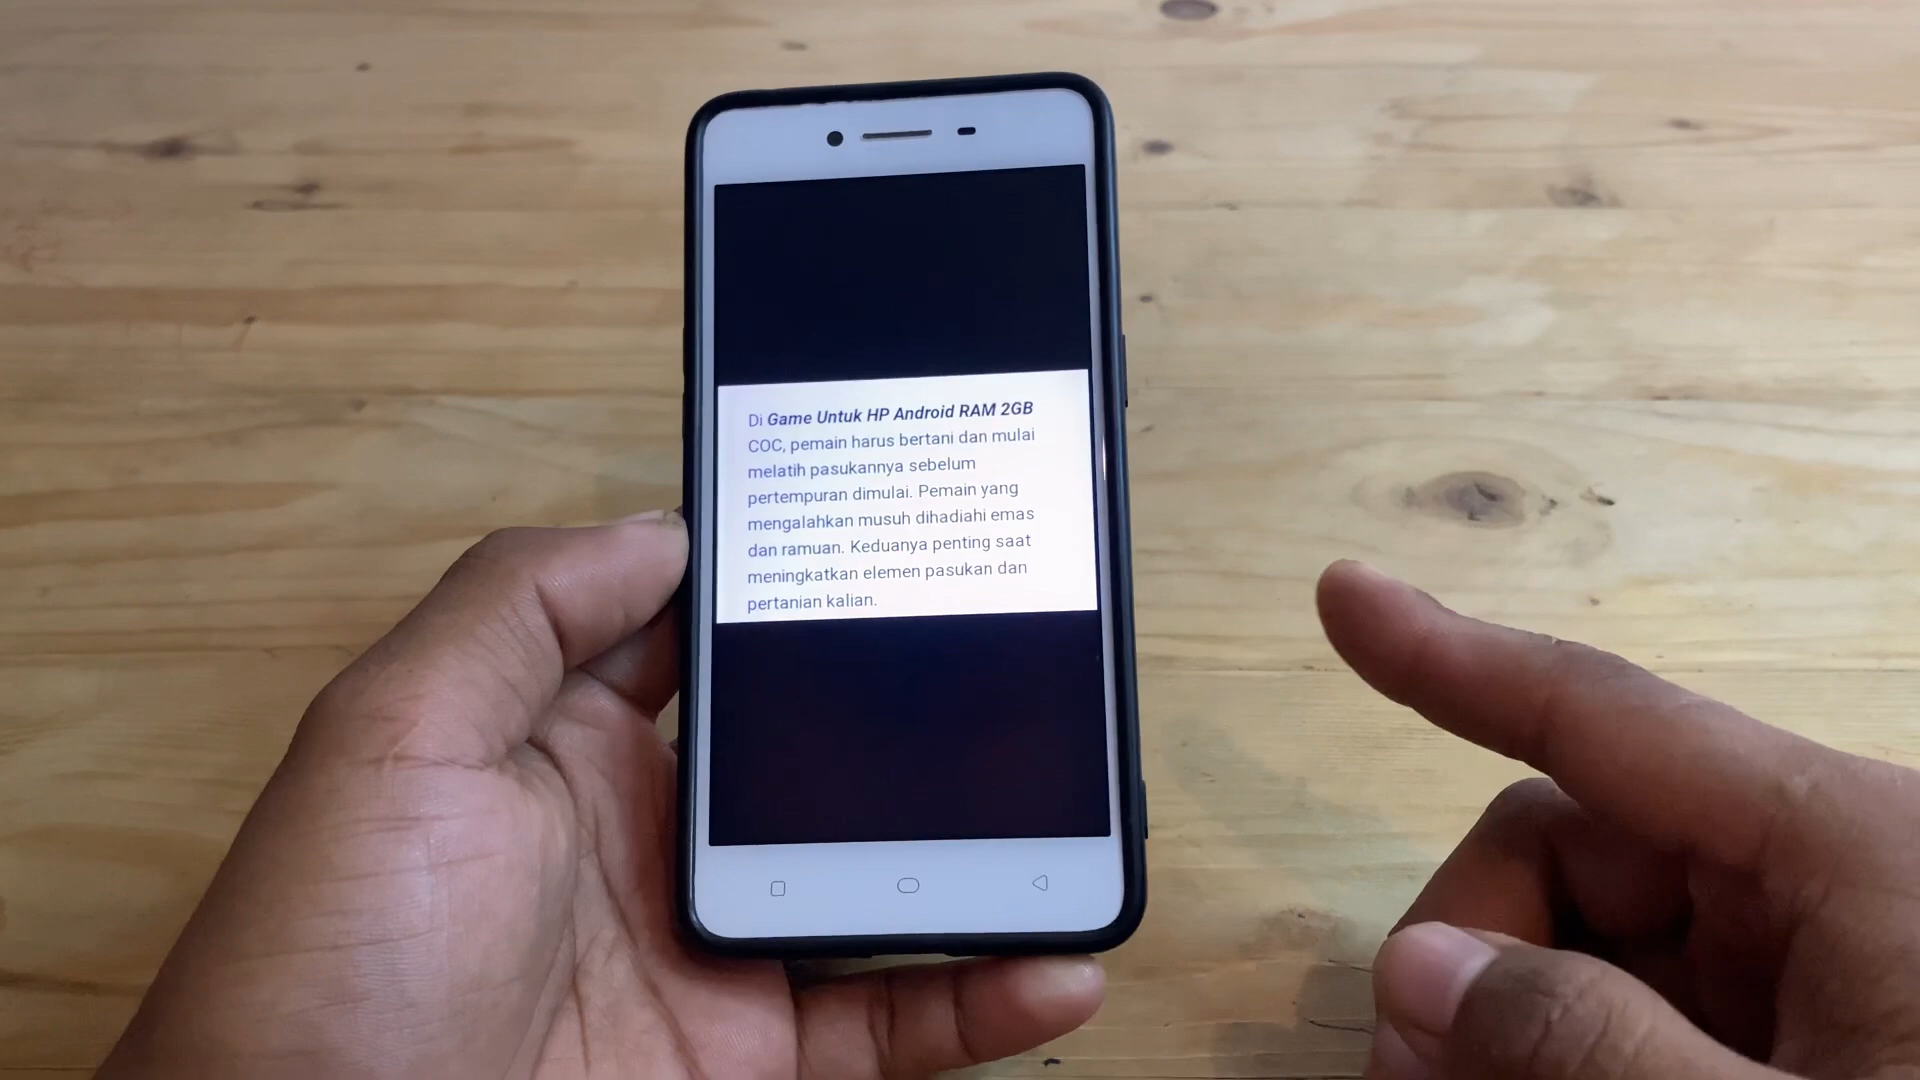 Di Game Untuk HP Android RAM 2GB
COC, pemain harus bertani dan mulai
melatih pasukannya sebelum
pertempuran dimulai. Pemain yang
mengalahkan musuh dihadiahi emas
dan ramuan. Keduanya penting saat
meningkatkan elemen pasukan dan
pertanian kalian.